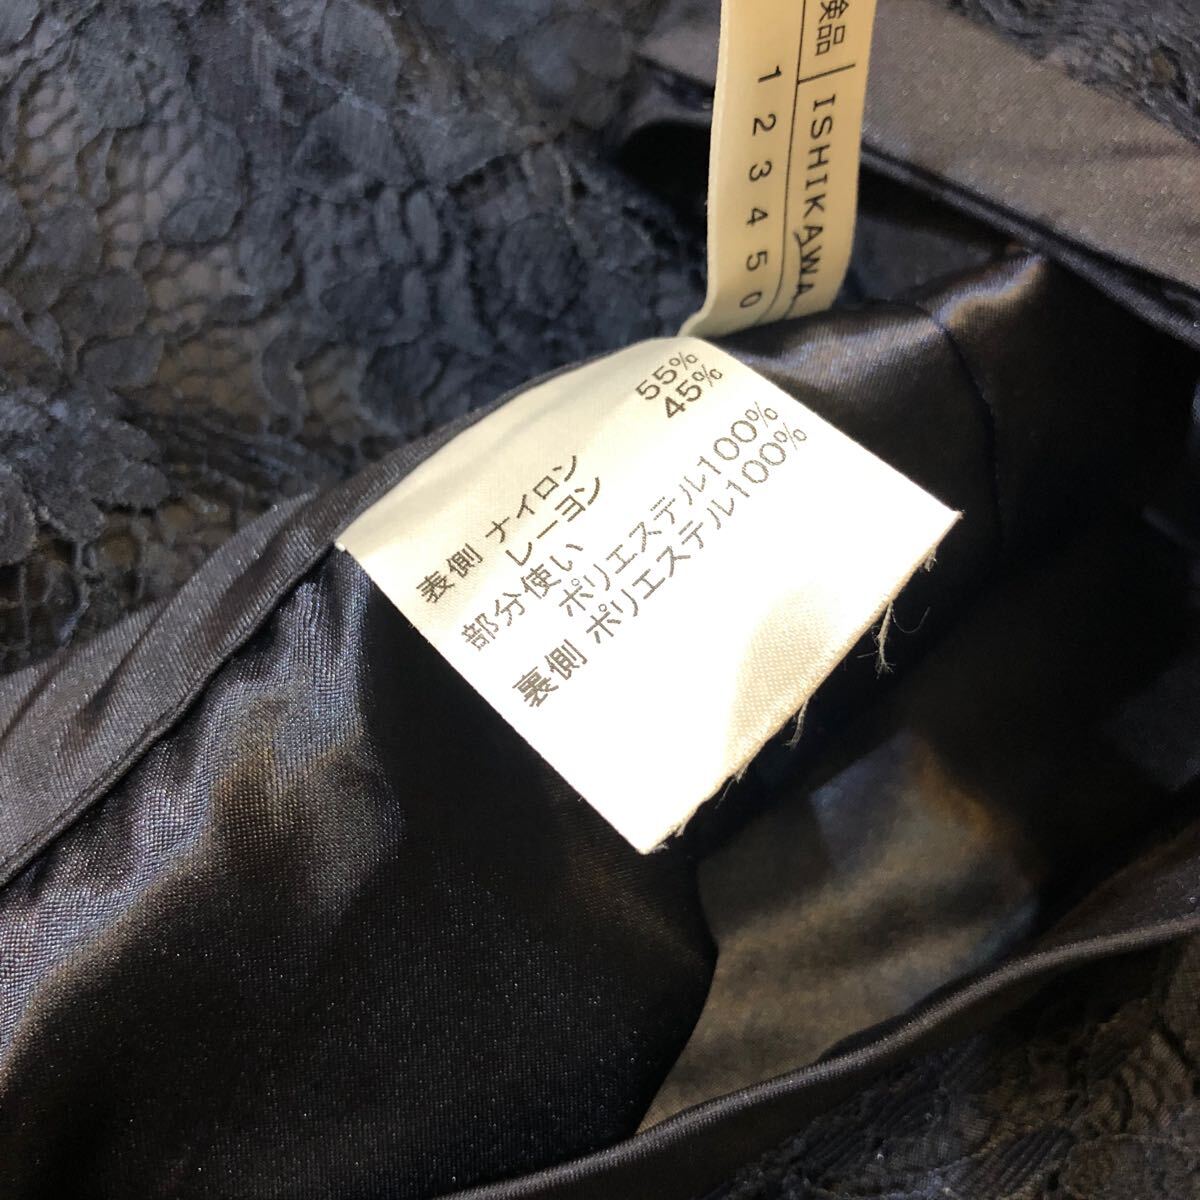 検品 ISHIKAWA
1 2 3 4 5 0
表側 ナイロン 55%
レーヨン 45%
部分使い
ポリエステル100%
裏側 ポリエステル100%